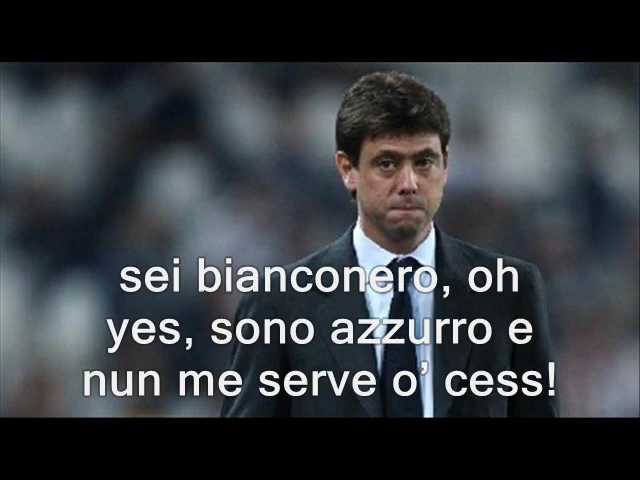 sei bianconero, oh
yes, sono azzurro e
nun me serve o’ cess!